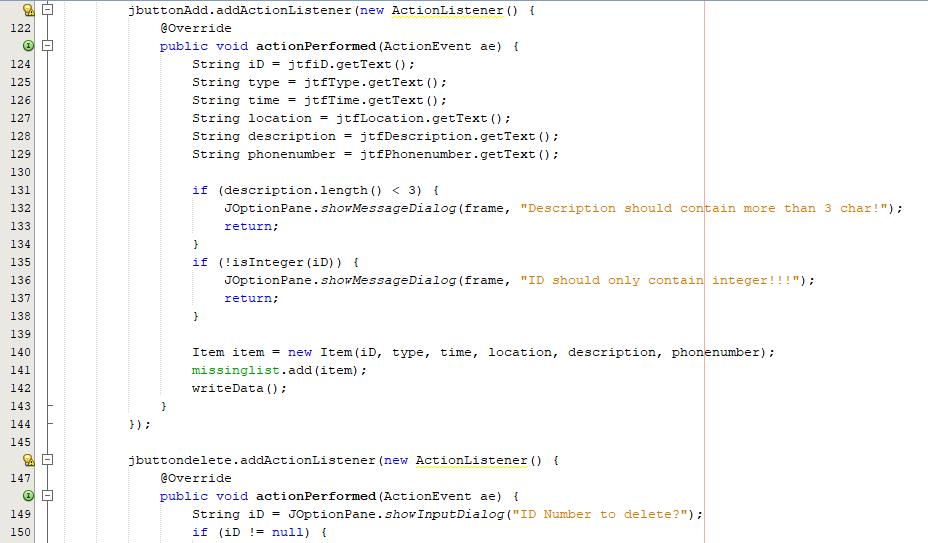 jbuttonAdd.addActionListener(new ActionListener() {
122 @Override
public void actionPerformed(ActionEvent ae) {
124 String iD = jtfiD.getText();
125 String type = jtfType.getText();
126 String time = jtfTime.getText();
127 String location = jtfLocation.getText();
128 String description = jtfDescription.getText();
129 String phonenumber = jtfPhonenumber.getText();
130
131 if (description.length() < 3) {
132 JOptionPane.showMessageDialog(frame, "Description should contain more than 3 char!");
133 return;
134 }
135 if (!isInteger(iD)) {
136 JOptionPane.showMessageDialog(frame, "ID should only contain integer!!!");
137 return;
138 }
139
140 Item item = new Item(iD, type, time, location, description, phonenumber);
141 missinglist.add(item);
142 writeData();
143 }
144 });
145
jbuttondelete.addActionListener(new ActionListener() {
147 @Override
public void actionPerformed(ActionEvent ae) {
149 String iD = JOptionPane.showInputDialog("ID Number to delete?");
150 if (iD != null) {